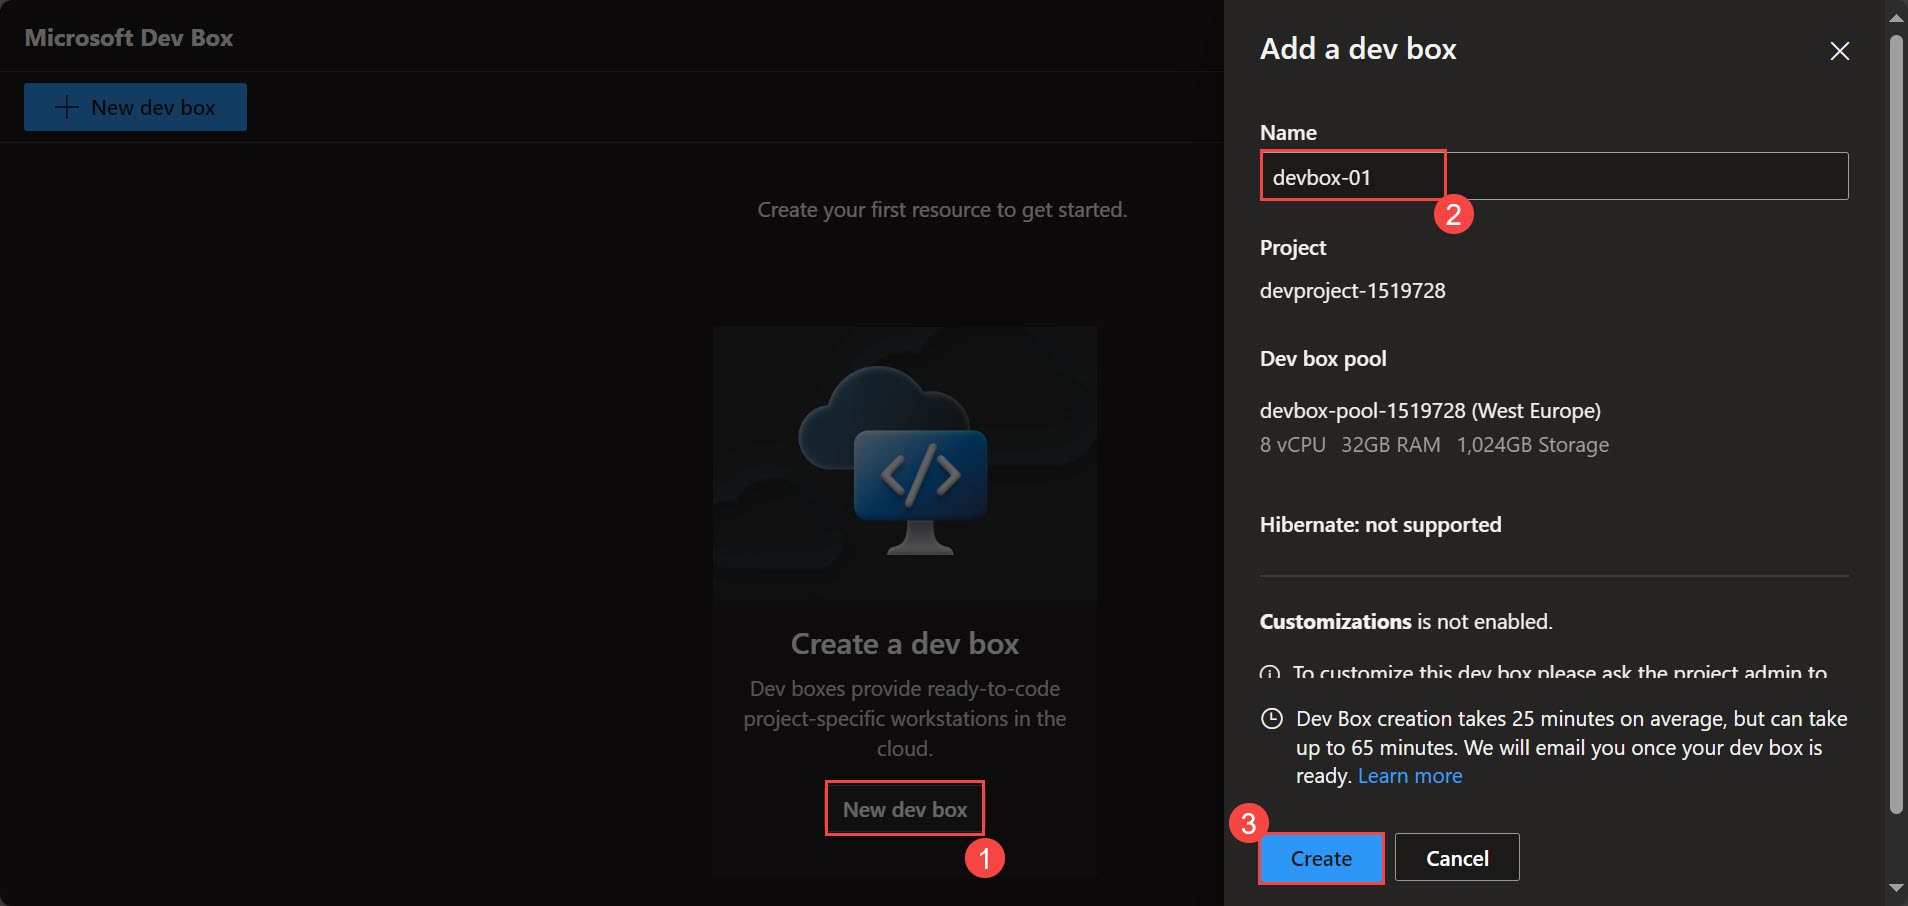 Microsoft Dev Box
New dev box
Create your first resource to get started.
Create a dev box
Dev boxes provide ready-to-code
project-specific workstations in the
cloud.
New dev box
1
Add a dev box
Name
devbox-01
2
Project
devproject-1519728
Dev box pool
devbox-pool-1519728 (West Europe)
8 vCPU 32GB RAM 1,024GB Storage
Hibernate: not supported
Customizations is not enabled.
To customize this dev box please ask the project admin to
Dev Box creation takes 25 minutes on average, but can take
up to 65 minutes. We will email you once your dev box is
ready. Learn more
3
Create Cancel